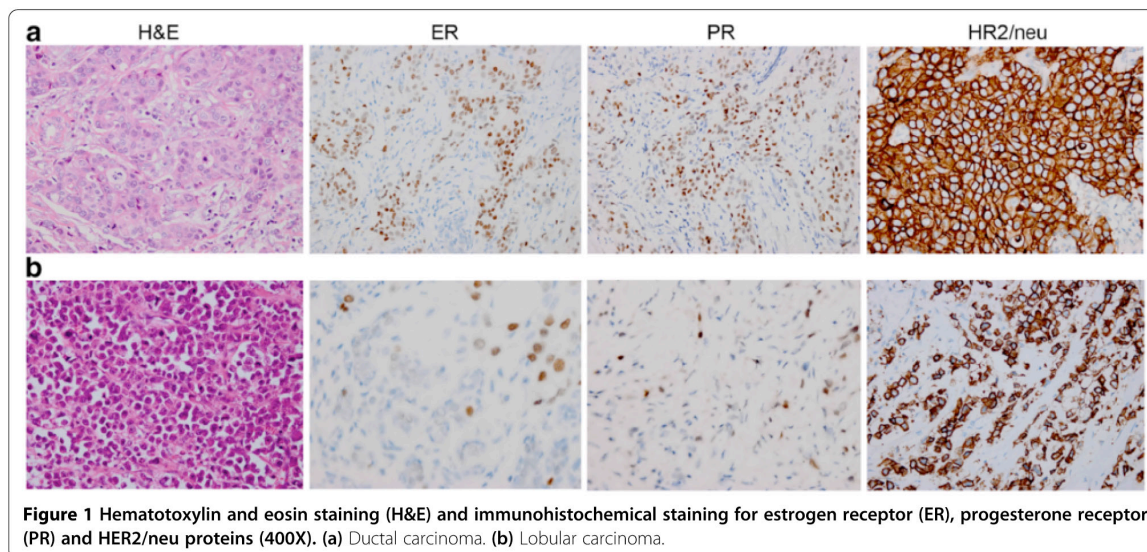 a
H&E ER PR HR2/neu
b
Figure 1 Hematotoxylin and eosin staining (H&E) and immunohistochemical staining for estrogen receptor (ER), progesterone receptor
(PR) and HER2/neu proteins (400X). (a) Ductal carcinoma. (b) Lobular carcinoma.